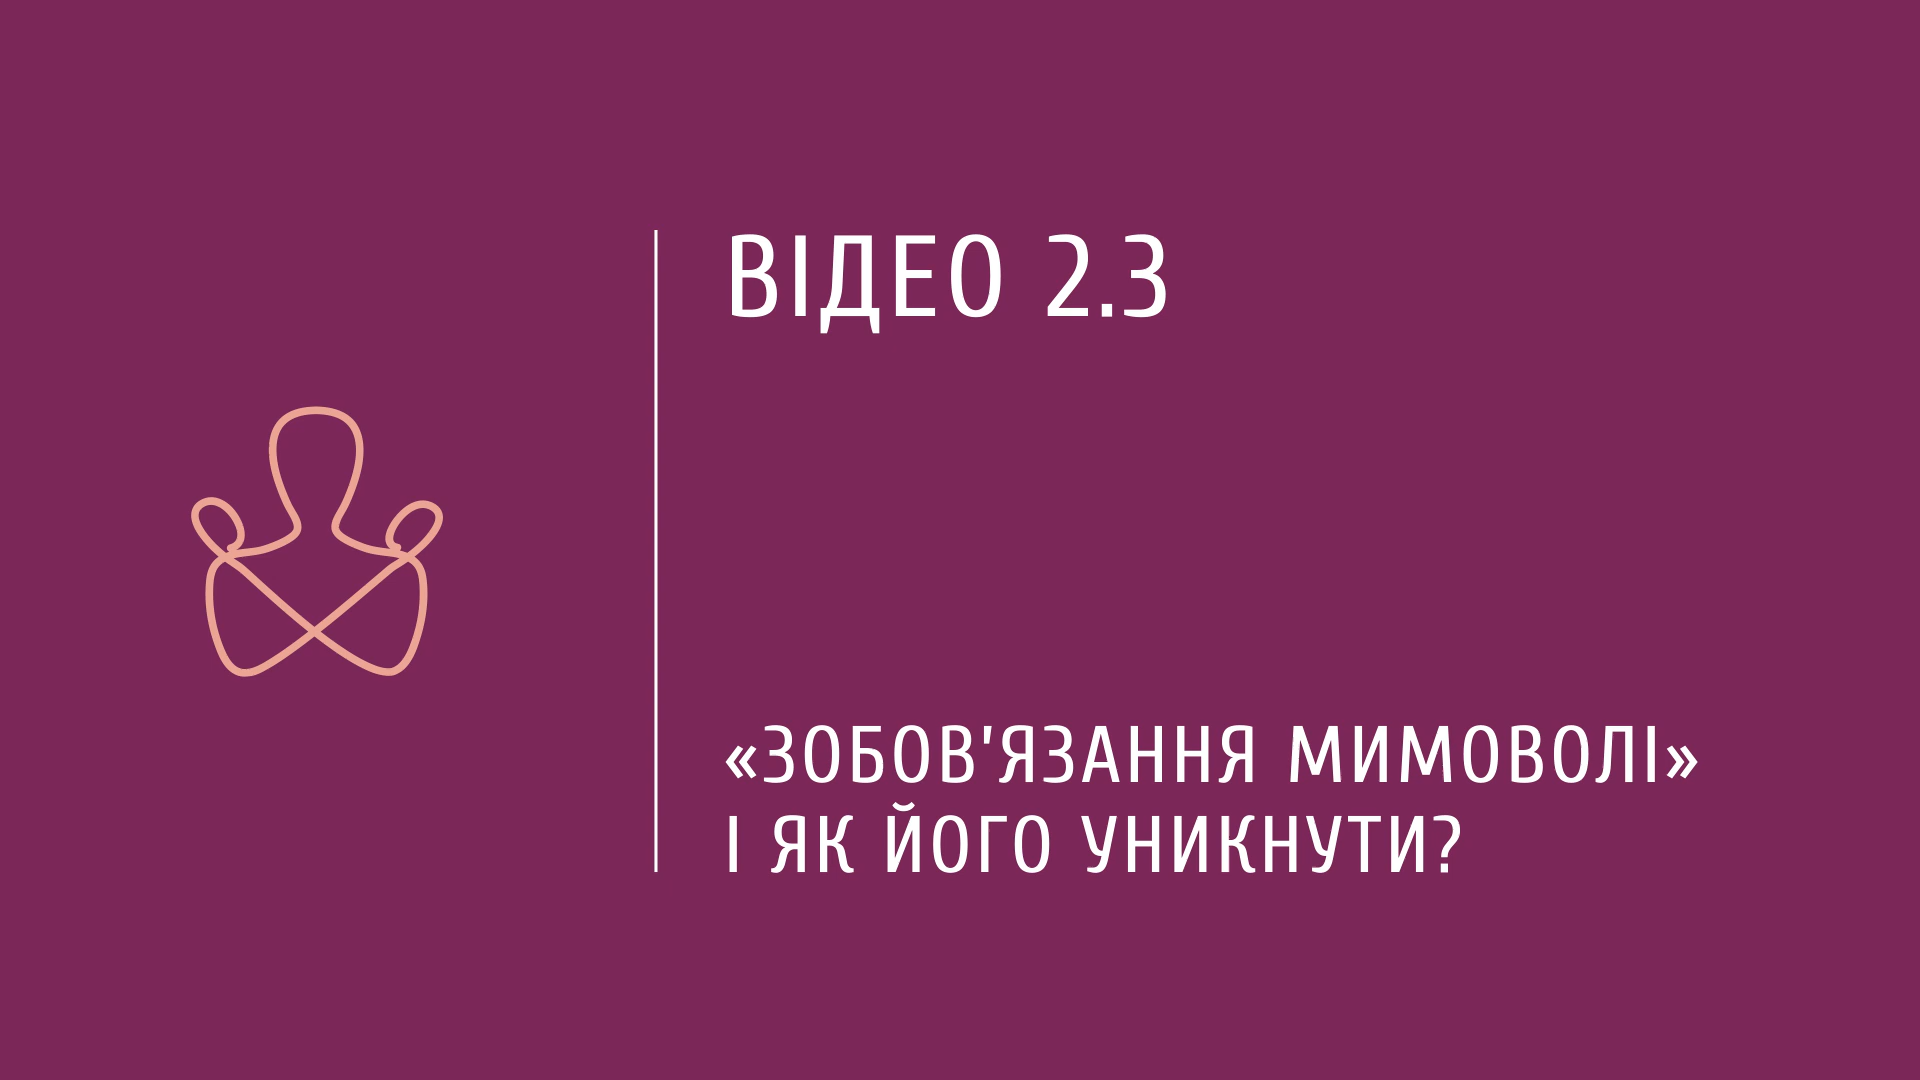 ВІДЕО 2.3
«ЗОБОВ'ЯЗАННЯ МИМОВОЛІ»
І ЯК ЙОГО УНИКНУТИ?